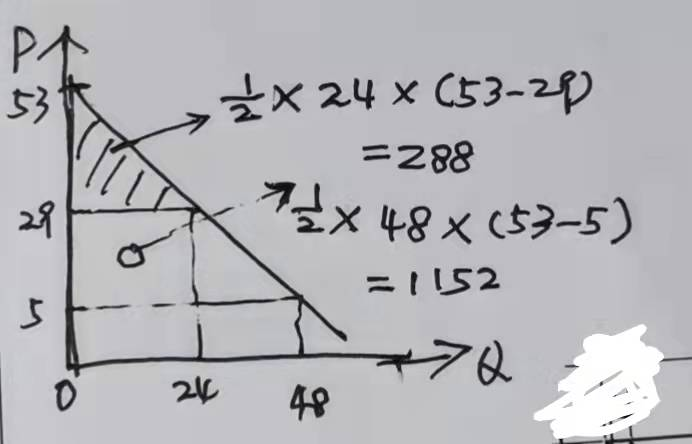 P
53
1/2 × 24 × (53-29)
=288
29
1/2 × 48 × (53-5)
=1152
5
Q
0
24
48